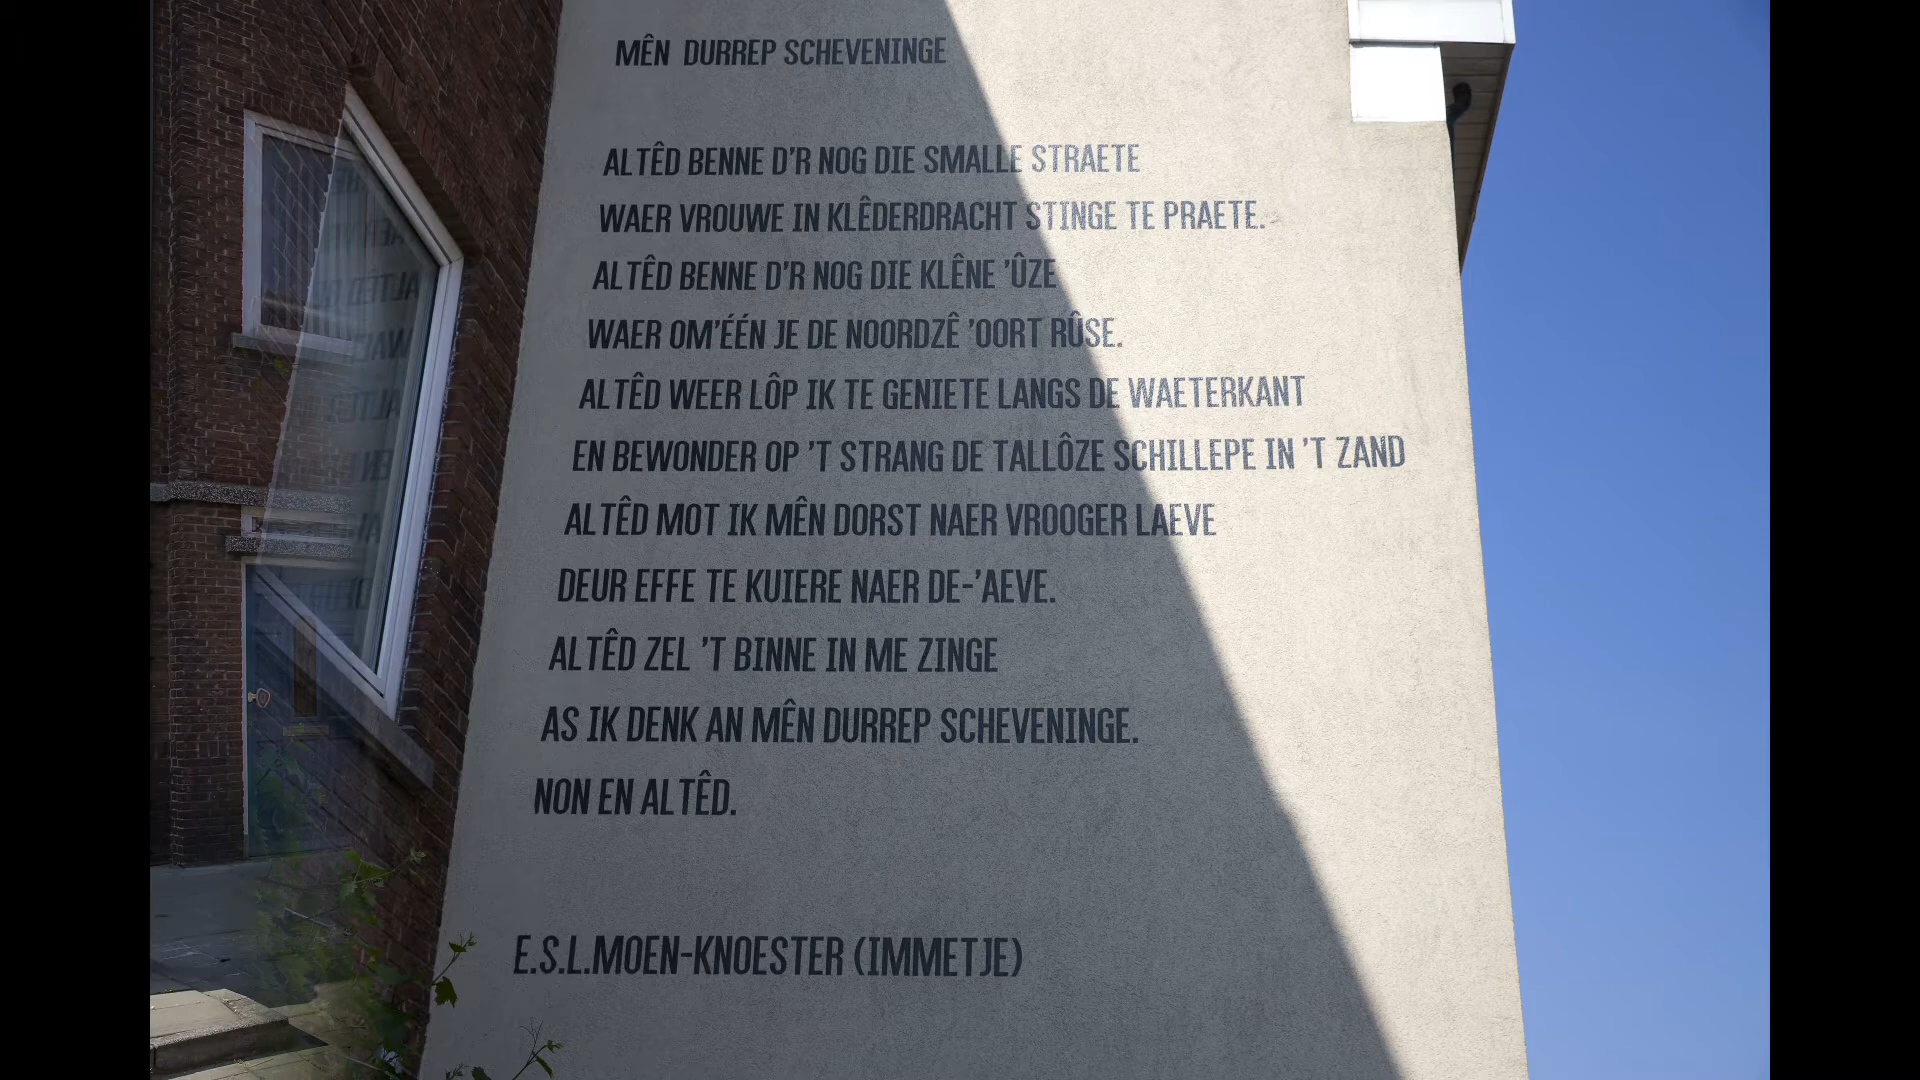 MÊN DURREP SCHEVENINGE
ALTÊD BENNE D'R NOG DIE SMALLE STRAETE
WAER VROUWE IN KLÊDERDRACHT STINGE TE PRAETE.
ALTÊD BENNE D'R NOG DIE KLÊNE 'ÛZE
WAER OM'ÉÉN JE DE NOORDZÊ 'OORT RÛSE.
ALTÊD WEER LÔP IK TE GENIETE LANGS DE WAETERKANT
EN BEWONDER OP 'T STRANG DE TALLÔZE SCHILLEPE IN 'T ZAND
ALTÊD MOT IK MÊN DORST NAER VROOGER LAEVE
DEUR EFFE TE KUIERE NAER DE-'AEVE.
ALTÊD ZEL 'T BINNE IN ME ZINGE
AS IK DENK AN MÊN DURREP SCHEVENINGE.
NON EN ALTÊD.
E.S.L.MOEN-KNOESTER (IMMETJE)